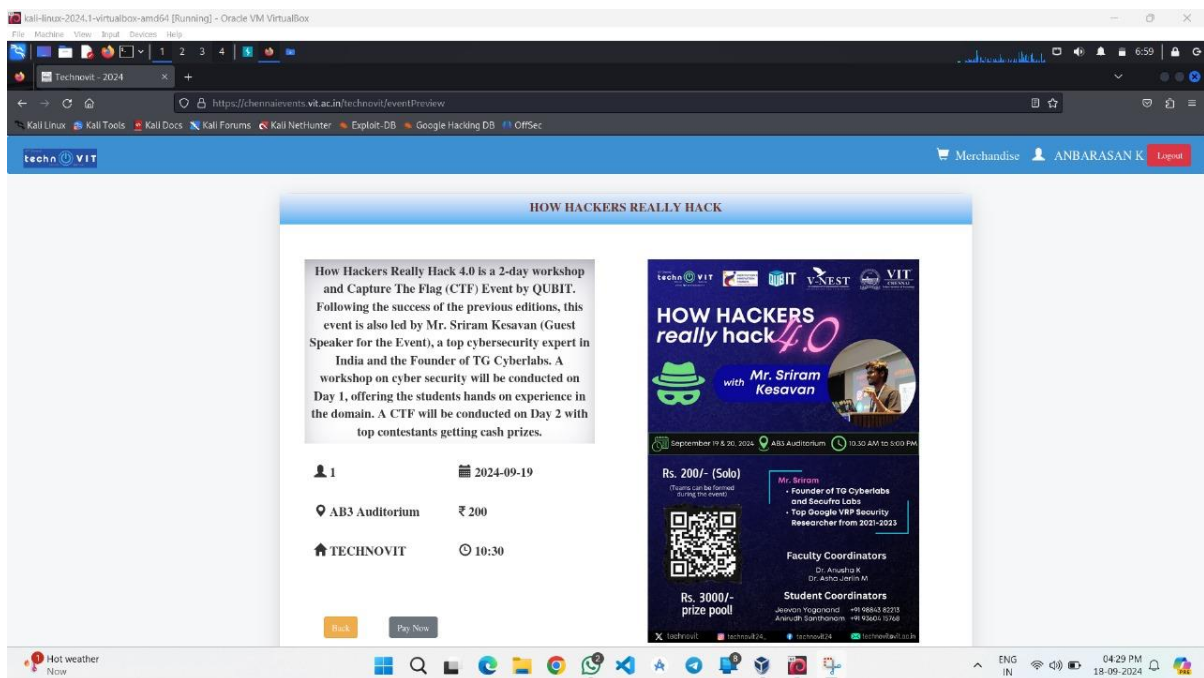 kali-linux-2024.1-virtualbox-amd64 [Running] - Oracle VM VirtualBox
File Machine View Input Devices Help
1 2 3 4
6:59
Technovit - 2024
https://chennaievents.vit.ac.in/technovit/eventPreview
Kali Linux Kali Tools Kali Docs Kali Forums Kali NetHunter Exploit-DB Google Hacking DB OffSec
techno VIT
Merchandise ANBARASAN K Logout
HOW HACKERS REALLY HACK
How Hackers Really Hack 4.0 is a 2-day workshop
and Capture The Flag (CTF) Event by QUBIT.
Following the success of the previous editions, this
event is also led by Mr. Sriram Kesavan (Guest
Speaker for the Event), a top cybersecurity expert in
India and the Founder of TG Cyberlabs. A
workshop on cyber security will be conducted on
Day 1, offering the students hands on experience in
the domain. A CTF will be conducted on Day 2 with
top contestants getting cash prizes.
1 2024-09-19
AB3 Auditorium ₹ 200
TECHNOVIT 10:30
Back Pay Now
techno VIT QUBIT V-NEST VIT
CHENNAI
HOW HACKERS
really hack 4.0
with Mr. Sriram
Kesavan
September 19 & 20, 2024 AB3 Auditorium 10.30 AM to 5:00 PM
Rs. 200/- (Solo)
(Teams can be formed
during the event)
Mr. Sriram
• Founder of TG Cyberlabs
and Secufra Labs
• Top Google VRP Security
Researcher from 2021-2023
Faculty Coordinators
Dr. Anusha K
Dr. Asha Jerlin M
Rs. 3000/-
prize pool!
Student Coordinators
Jeevan Yoganand +91 98843 82213
Anirudh Santhanam +91 93604 15768
technovit technovit24_ technovit24 technovit@vit.ac.in
Hot weather
Now
ENG
IN
04:29 PM
18-09-2024